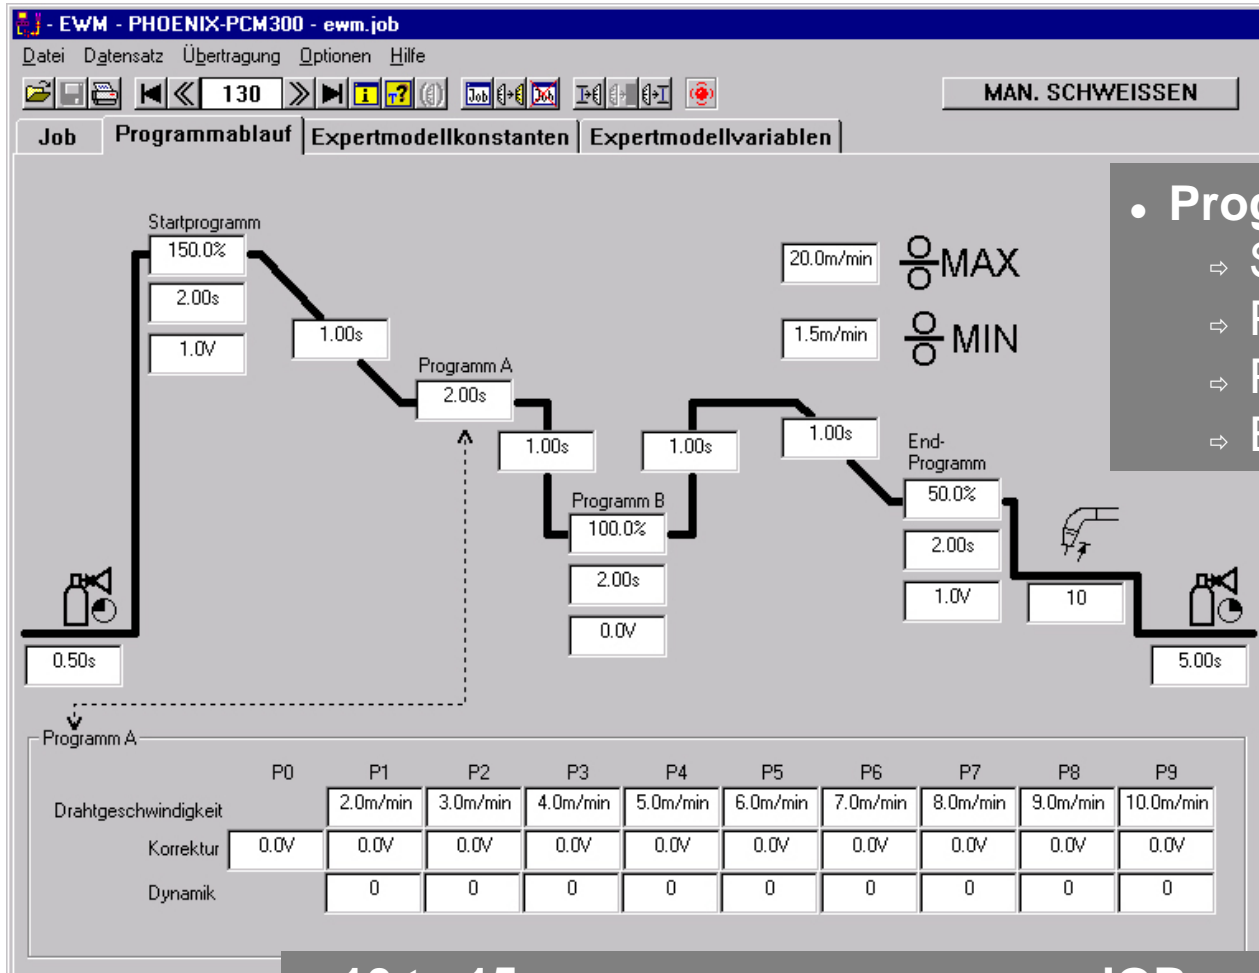 - EWM - PHOENIX-PCM300 - ewm.job
Datei Datensatz Übertragung Optionen Hilfe
130 Job Job MAN. SCHWEISSEN
Job Programmablauf Expertmodellkonstanten Expertmodellvariablen
Startprogramm
150.0%
2.00s
1.0V
1.00s
Programm A
2.00s
1.00s
Programm B
100.0%
2.00s
0.0V
1.00s
1.00s
20.0m/min MAX
1.5m/min MIN
End-
Programm
50.0%
2.00s
1.0V
10
0.50s
5.00s
Programm A
P0 P1 P2 P3 P4 P5 P6 P7 P8 P9
Drahtgeschwindigkeit 2.0m/min 3.0m/min 4.0m/min 5.0m/min 6.0m/min 7.0m/min 8.0m/min 9.0m/min 10.0m/min
Korrektur 0.0V 0.0V 0.0V 0.0V 0.0V 0.0V 0.0V 0.0V 0.0V 0.0V
Dynamik 0 0 0 0 0 0 0 0 0